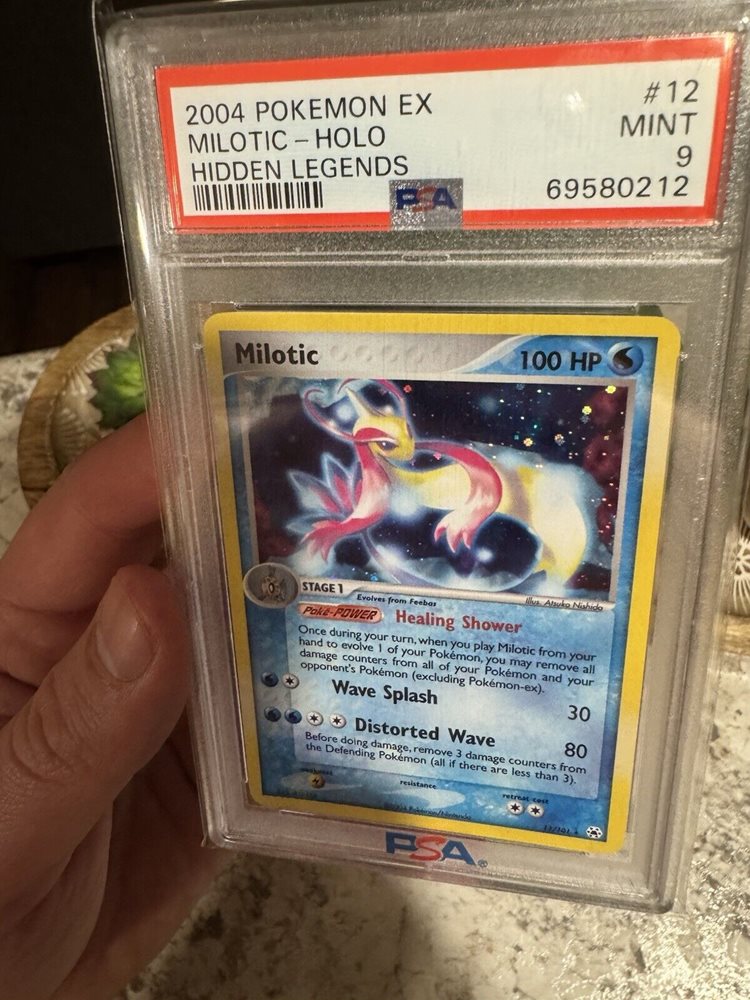 2004 POKEMON EX #12
MILOTIC – HOLO MINT
HIDDEN LEGENDS 9
PSA 69580212
Milotic 100 HP
STAGE 1 Evolves from Feebas Illus. Atsuko Nishida
Poké-POWER Healing Shower
Once during your turn, when you play Milotic from your
hand to evolve 1 of your Pokémon, you may remove all
damage counters from all of your Pokémon and your
opponent's Pokémon (excluding Pokémon-ex).
Wave Splash 30
Distorted Wave 80
Before doing damage, remove 3 damage counters from
the Defending Pokémon (all if there are less than 3).
weakness resistance retreat cost
Pokémon/Nintendo
12/101
PSA®